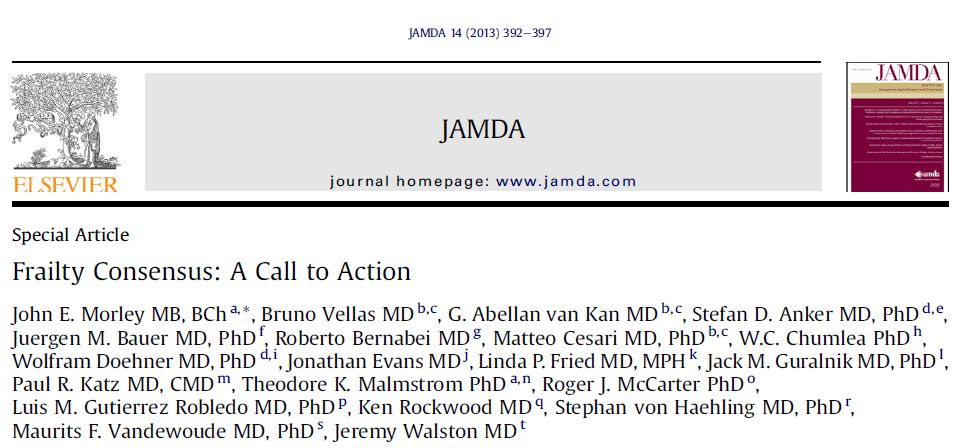 JAMDA 14 (2013) 392–397
ELSEVIER
JAMDA
journal homepage: www.jamda.com
JAMDA
amda
Special Article
Frailty Consensus: A Call to Action
John E. Morley MB, BCh a,*, Bruno Vellas MD b,c, G. Abellan van Kan MD b,c, Stefan D. Anker MD, PhD d,e,
Juergen M. Bauer MD, PhD f, Roberto Bernabei MD g, Matteo Cesari MD, PhD b,c, W.C. Chumlea PhD h,
Wolfram Doehner MD, PhD d,i, Jonathan Evans MD j, Linda P. Fried MD, MPH k, Jack M. Guralnik MD, PhD l,
Paul R. Katz MD, CMD m, Theodore K. Malmstrom PhD a,n, Roger J. McCarter PhD o,
Luis M. Gutierrez Robledo MD, PhD p, Ken Rockwood MD q, Stephan von Haehling MD, PhD r,
Maurits F. Vandewoude MD, PhD s, Jeremy Walston MD t